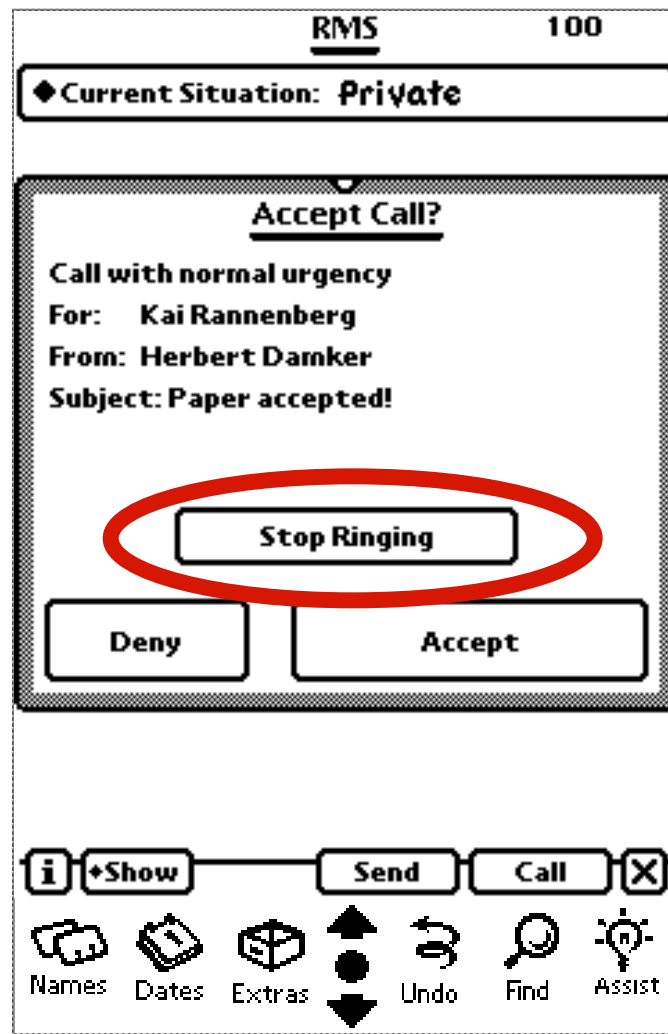 RMS 100
◆Current Situation: Private
Accept Call?
Call with normal urgency
For: Kai Rannenberg
From: Herbert Damker
Subject: Paper accepted!
Stop Ringing
Deny Accept
i ◆Show Send Call X
Names Dates Extras Undo Find Assist